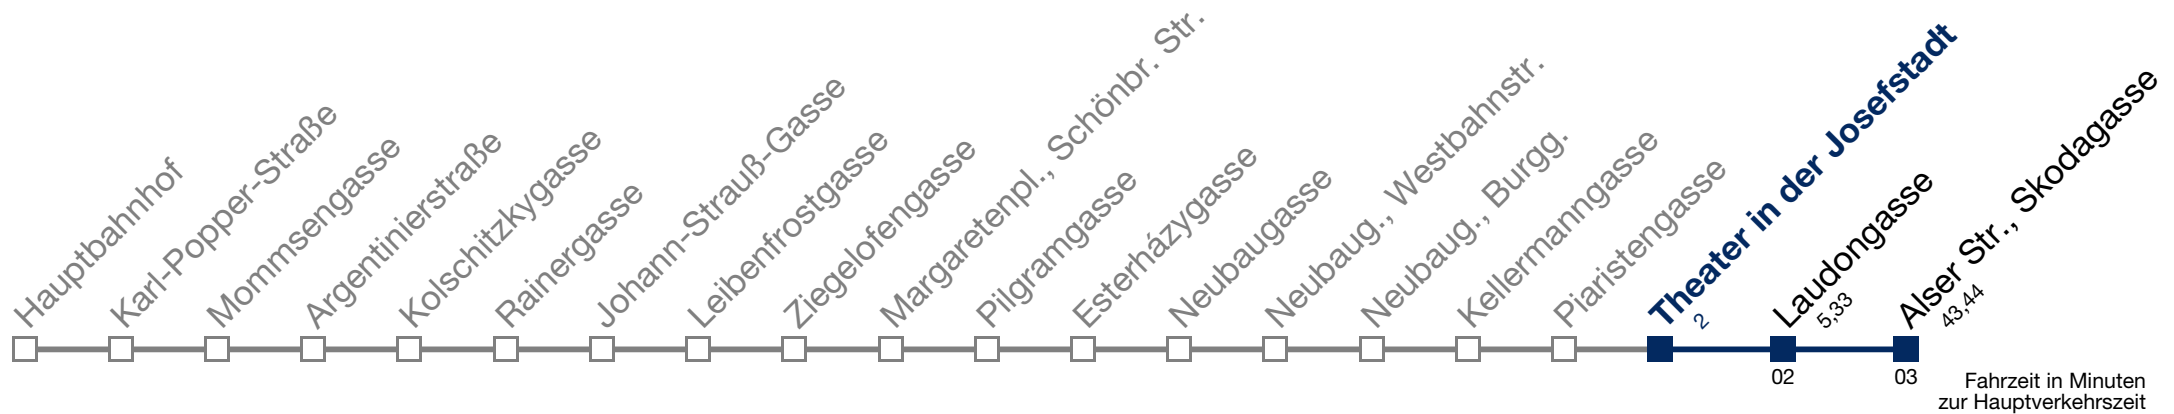 Hauptbahnhof
Karl-Popper-Straße
Mommsengasse
Argentinierstraße
Kolschitzkygasse
Rainergasse
Johann-Strauß-Gasse
Leibenfrostgasse
Ziegelofengasse
Margaretenpl., Schönbr. Str.
Pilgramgasse
Esterházygasse
Neubaugasse
Neubaug., Westbahnstr.
Neubaug., Burgg.
Kellermanngasse
Piaristengasse
Theater in der Josefstadt
2
Laudongasse
5,33
Alser Str., Skodagasse
43,44
02
03
Fahrzeit in Minuten
zur Hauptverkehrszeit